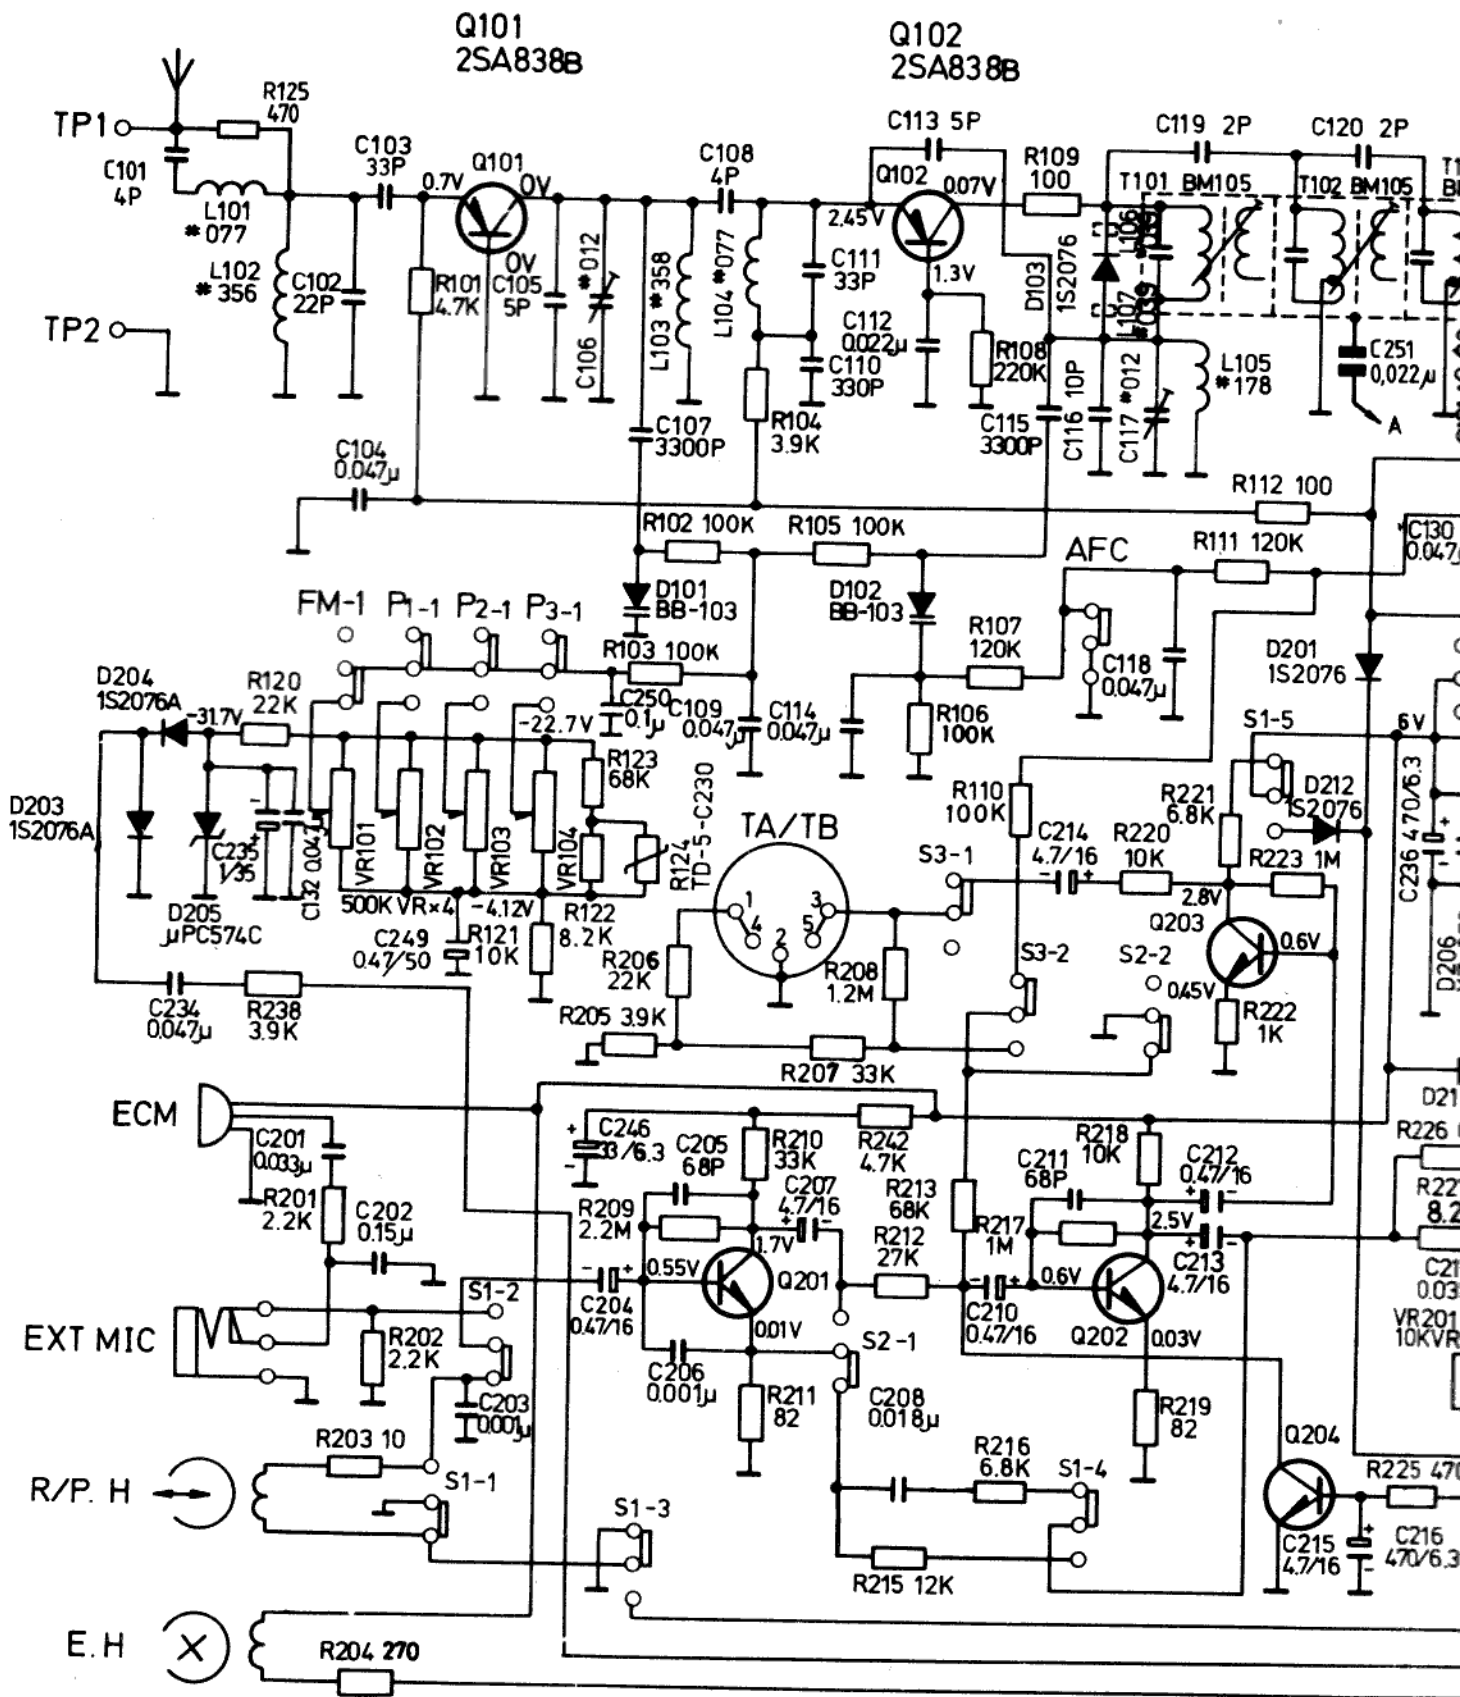 Q101
2SA838B
Q102
2SA838B
TP1
R125
470
C101
4P
L101
*077
C103
33P
0.7V
Q101
0V
C108
4P
C113 5P
Q102
0.07V
2.45V
R109
100
C119 2P
C120 2P
T101 BM105
T102 BM105
L102
*356
C102
22P
R101
4.7K
0V
C105
5P
C106 *012
L103 *358
L104 *077
C111
33P
1.3V
D103
1S2076
L106
L107
*039
TP2
C112
0.022µ
C110
330P
R108
220K
L105
*178
C251
0,022µ
A
C107
3300P
R104
3.9K
C115
3300P
C116 10P
C117 *012
C104
0.047µ
R112 100
R102 100K
R105 100K
AFC
R111 120K
C130
0.047µ
FM-1
P1-1
P2-1
P3-1
D101
BB-103
D102
BB-103
R107
120K
C118
0.047µ
D201
1S2076
R103 100K
D204
1S2076A
R120
22K
-31.7V
-22.7V
C250
0.1µ
C109
0.047µ
C114
0.047µ
R106
100K
S1-5
6V
R123
68K
D203
1S2076A
C235
1/35
C132 0.047µ
VR101
VR102
VR103
VR104
R124
TD-5-C230
TA/TB
R110
100K
C214
4.7/16
R220
10K
R221
6.8K
D212
1S2076
R223 1M
C236 470/6.3
S3-1
2.8V
D205
µPC574C
500K VR×4
-4.12V
R122
8.2K
1
3
4
5
2
Q203
0.6V
C249
0.47/50
R121
10K
R206
22K
R208
1.2M
S3-2
S2-2
0.45V
D206
R222
1K
C234
0.047µ
R238
3.9K
R205 3.9K
R207 33K
ECM
C201
0.033µ
C246
33/6.3
C205
68P
R210
33K
R242
4.7K
R218
10K
C211
68P
C212
0.47/16
R226
R201
2.2K
C202
0.15µ
R209
2.2M
C207
4.7/16
R213
68K
R212
27K
R217
1M
2.5V
C213
4.7/16
0.55V
1.7V
Q201
0.6V
S1-2
C204
0.47/16
0.01V
C210
0.47/16
Q202
0.03V
VR201
EXT MIC
R202
2.2K
C206
0.001µ
S2-1
R211
82
C208
0.018µ
R219
82
C203
0.001µ
Q204
R203 10
R216
6.8K
S1-4
R225
R/P. H
S1-1
S1-3
C215
4.7/16
C216
470/6.3
R215 12K
E. H
R204 270